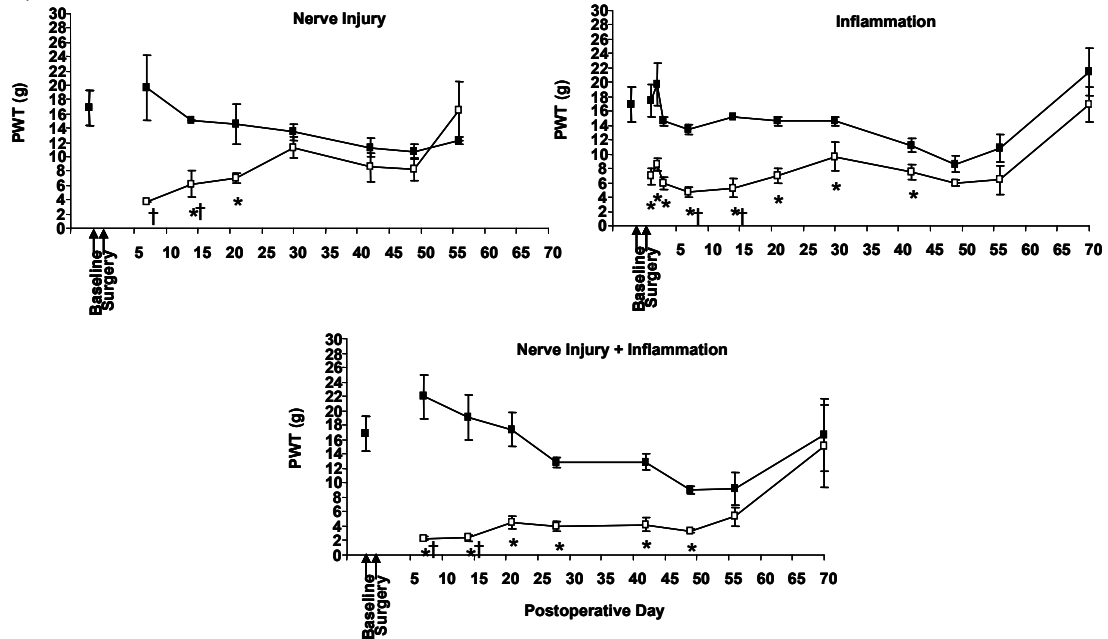 Nerve Injury
PWT (g)
30
28
26
24
22
20
18
16
14
12
10
8
6
4
2
0
†
*†
*
5 10 15 20 25 30 35 40 45 50 55 60 65 70
Baseline
Surgery
Inflammation
PWT (g)
30
28
26
24
22
20
18
16
14
12
10
8
6
4
2
0
* * * *† *† * * *
5 10 15 20 25 30 35 40 45 50 55 60 65 70
Baseline
Surgery
Nerve Injury + Inflammation
PWT (g)
30
28
26
24
22
20
18
16
14
12
10
8
6
4
2
0
*† *† * * * *
5 10 15 20 25 30 35 40 45 50 55 60 65 70
Baseline
Surgery
Postoperative Day